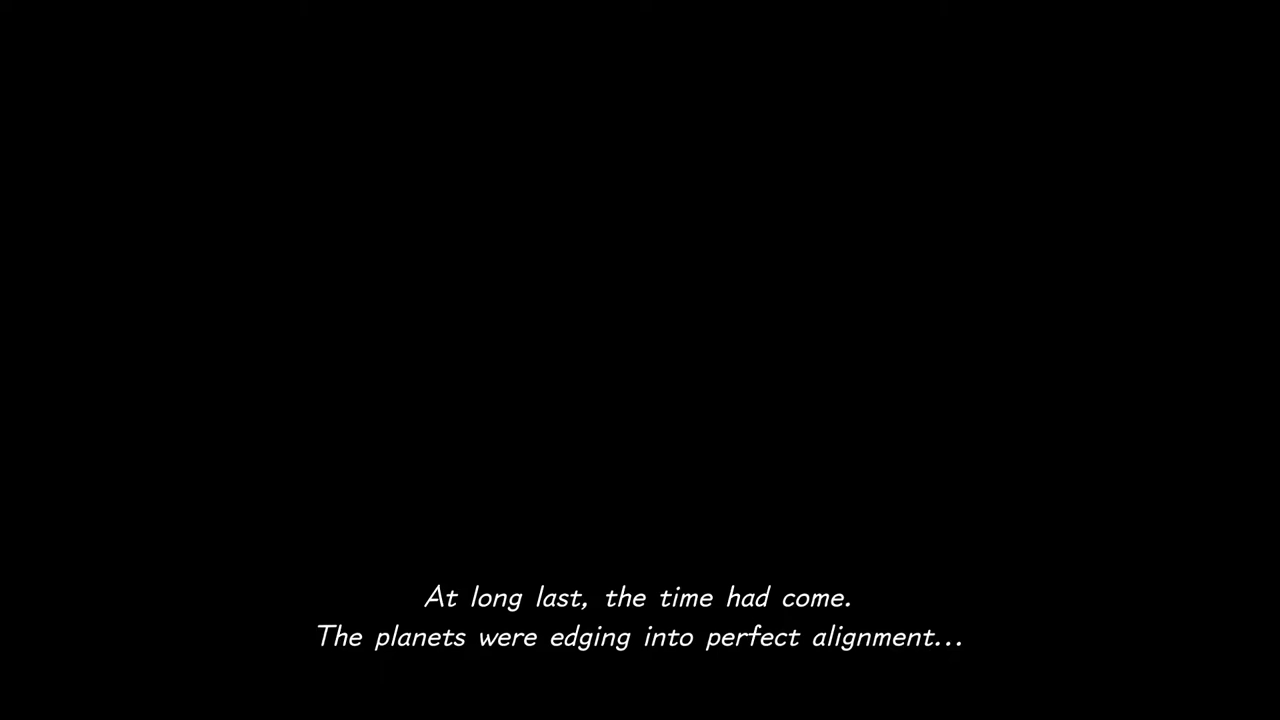 At long last, the time had come.
The planets were edging into perfect alignment...